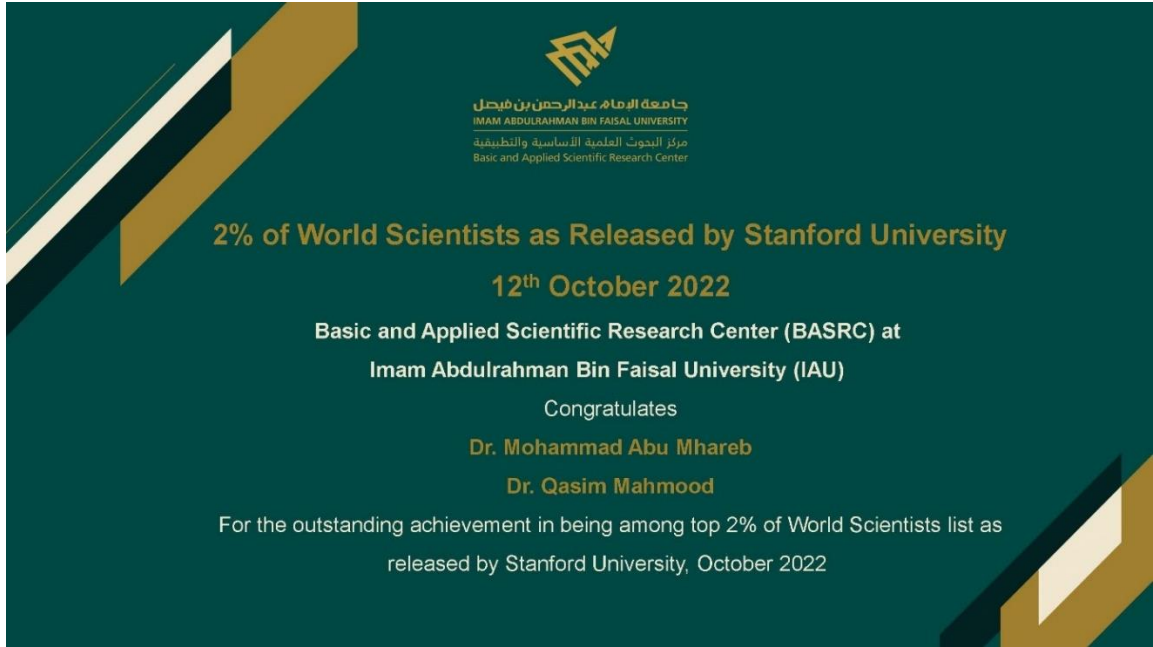 جامعة الإمام عبد الرحمن بن فيصل
IMAM ABDULRAHMAN BIN FAISAL UNIVERSITY
مركز البحوث العلمية الأساسية والتطبيقية
Basic and Applied Scientific Research Center
2% of World Scientists as Released by Stanford University
12th October 2022
Basic and Applied Scientific Research Center (BASRC) at
Imam Abdulrahman Bin Faisal University (IAU)
Congratulates
Dr. Mohammad Abu Mhareb
Dr. Qasim Mahmood
For the outstanding achievement in being among top 2% of World Scientists list as
released by Stanford University, October 2022